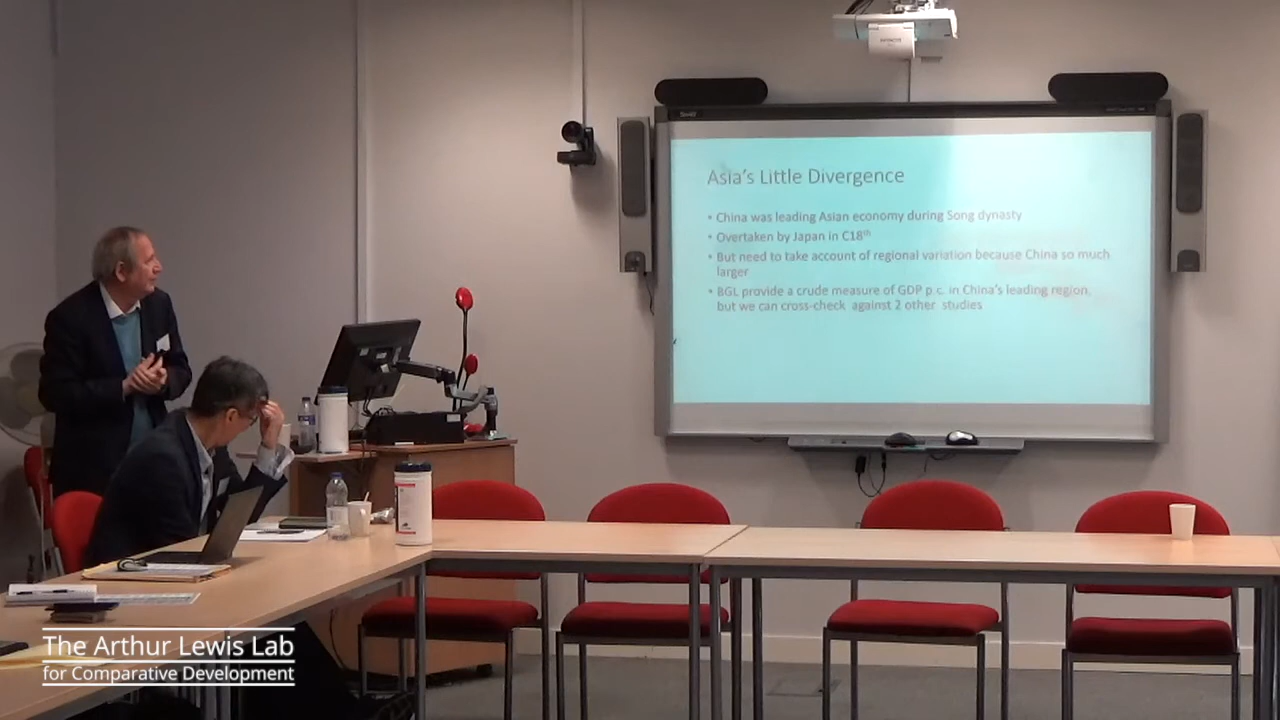 Asia's Little Divergence
• China was leading Asian economy during Song dynasty
• Overtaken by Japan in C18th
• But need to take account of regional variation because China so much
larger
• BGL provide a crude measure of GDP p.c. in China's leading region,
but we can cross-check against 2 other studies
The Arthur Lewis Lab
for Comparative Development